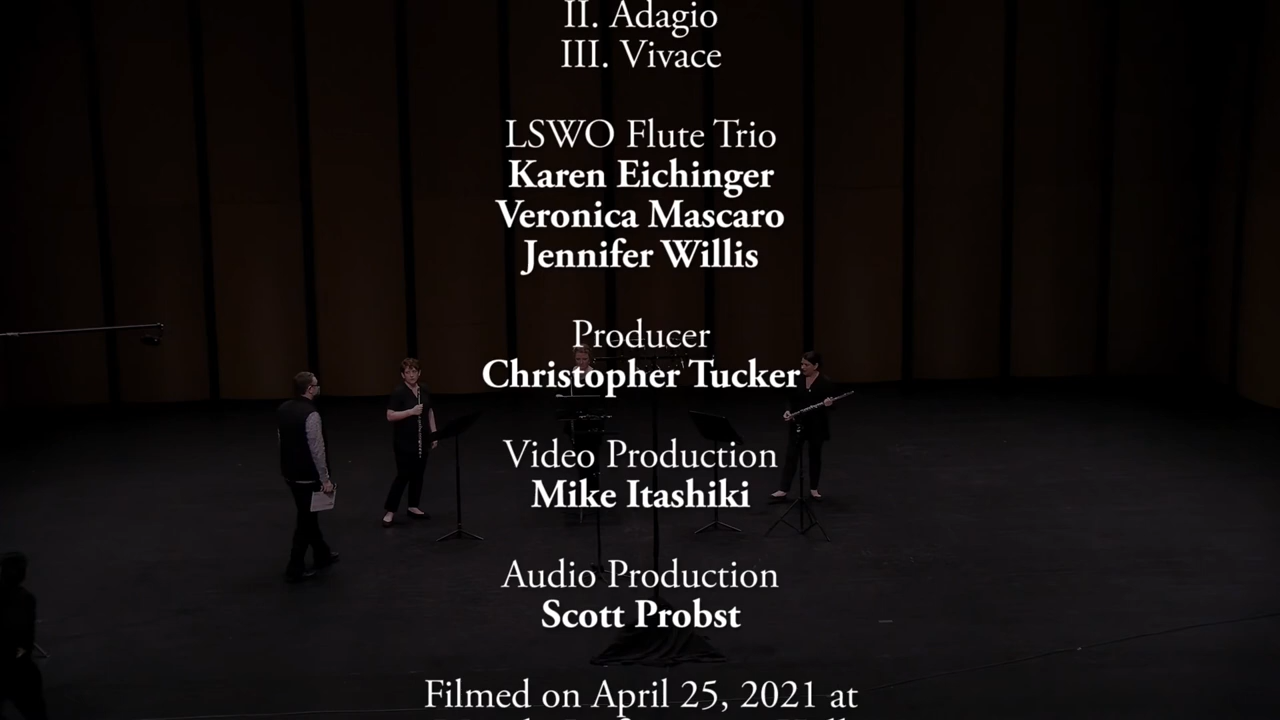 II. Adagio
III. Vivace
LSWO Flute Trio
Karen Eichinger
Veronica Mascaro
Jennifer Willis
Producer
Christopher Tucker
Video Production
Mike Itashiki
Audio Production
Scott Probst
Filmed on April 25, 2021 at